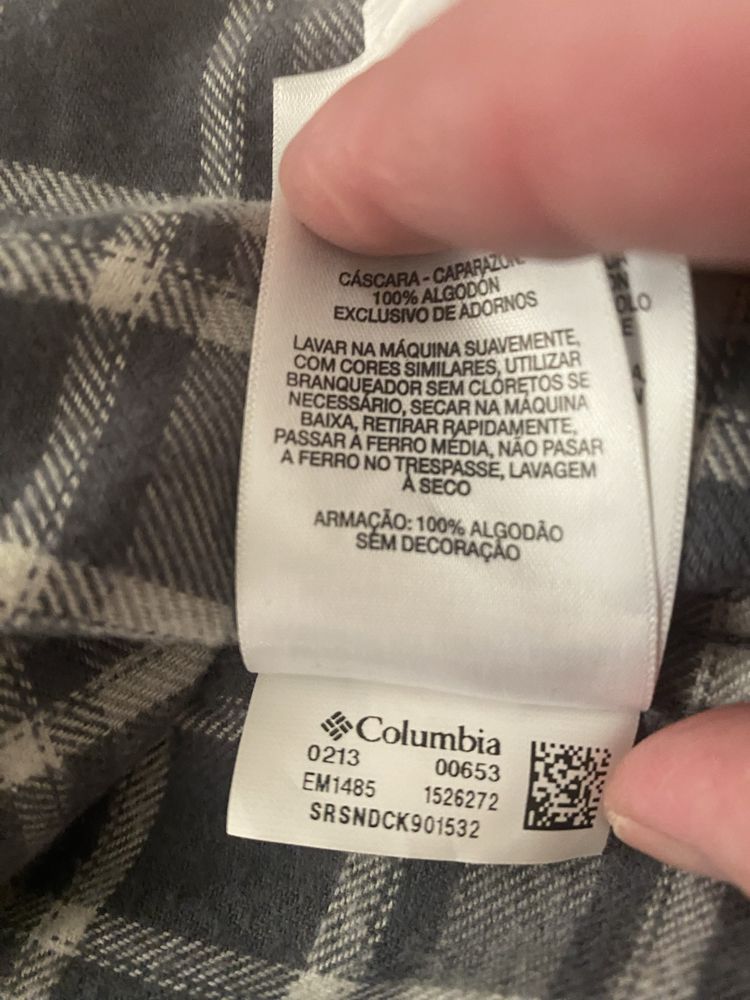 CÁSCARA - CAPARAZÓN
100% ALGODÓN
EXCLUSIVO DE ADORNOS
LAVAR NA MÁQUINA SUAVEMENTE,
COM CORES SIMILARES, UTILIZAR
BRANQUEADOR SEM CLORETOS SE
NECESSÁRIO, SECAR NA MÁQUINA
BAIXA, RETIRAR RAPIDAMENTE,
PASSAR A FERRO MÉDIA, NÃO PASAR
A FERRO NO TRESPASSE, LAVAGEM
À SECO
ARMAÇÃO: 100% ALGODÃO
SEM DECORAÇÃO
Columbia
0213 00653
EM1485 1526272
SRSNDCK901532